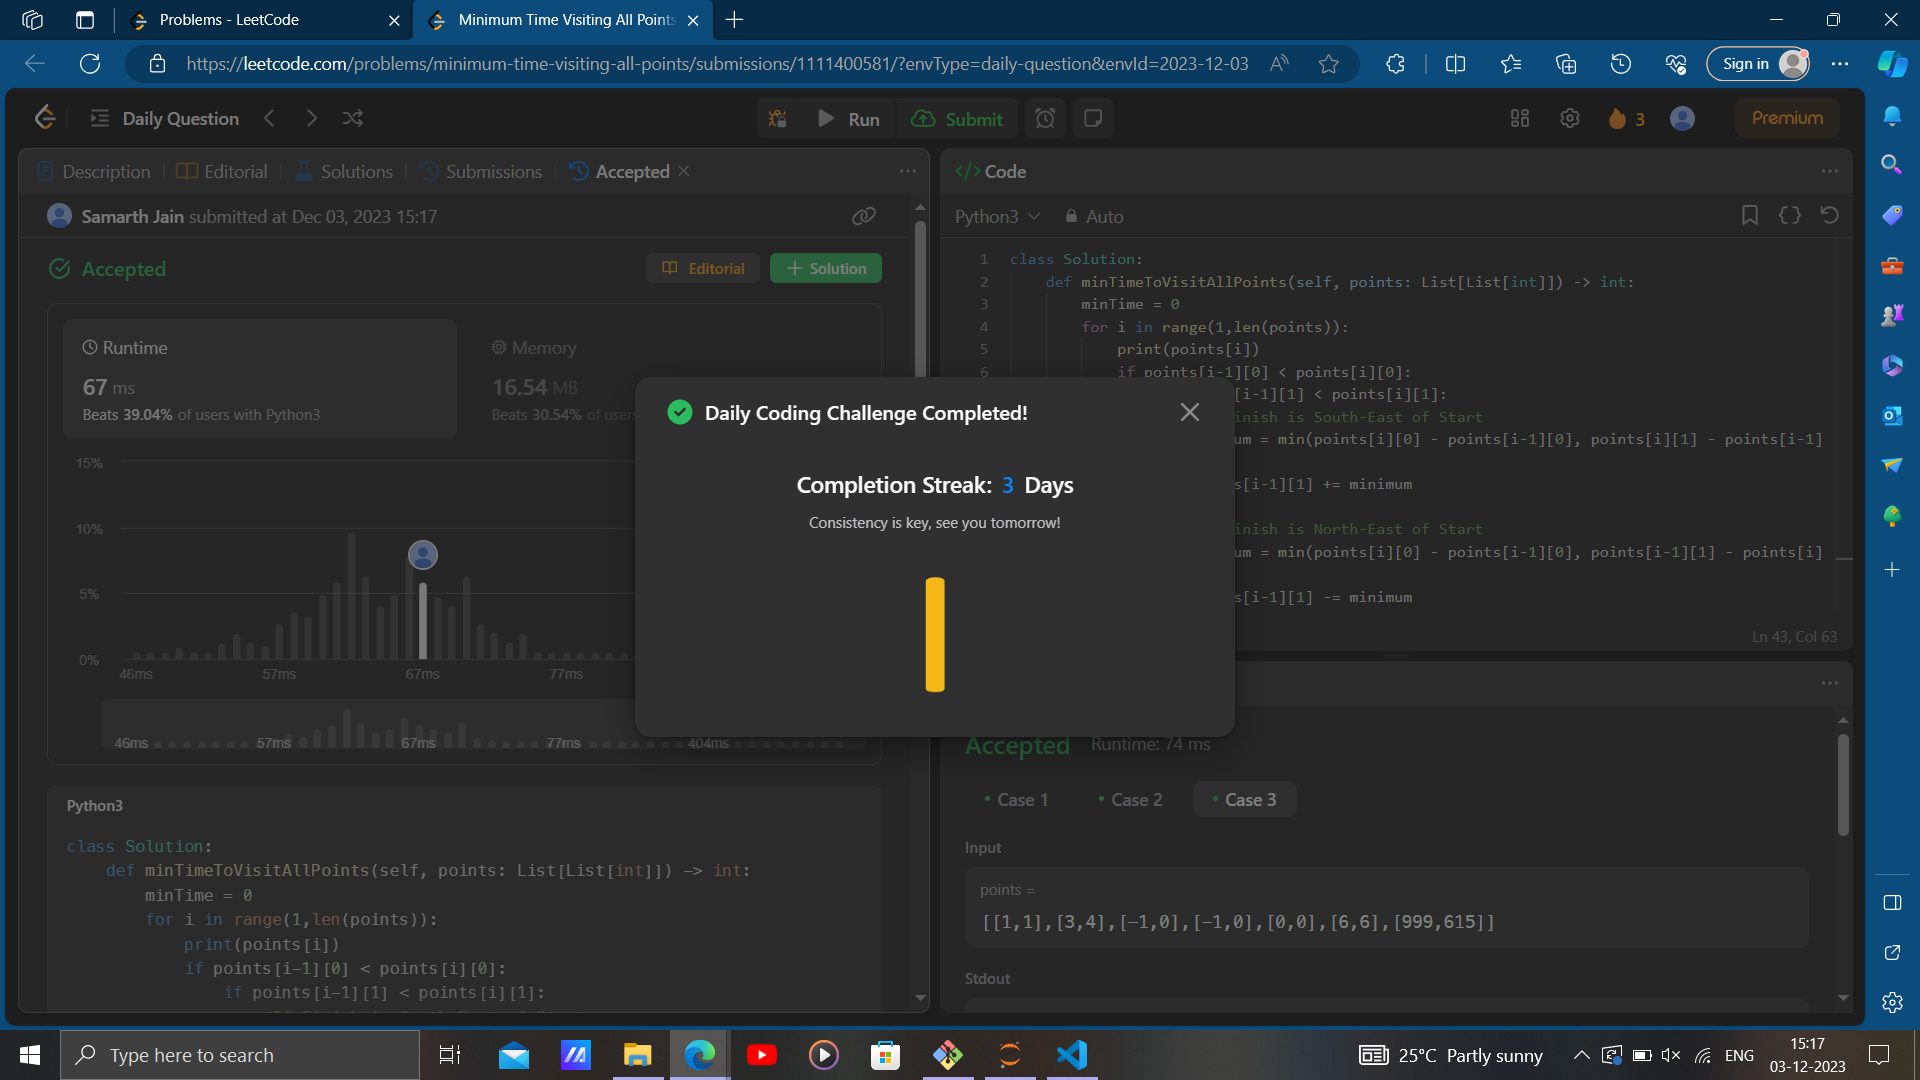 Problems - LeetCode
Minimum Time Visiting All Points
https://leetcode.com/problems/minimum-time-visiting-all-points/submissions/1111400581/?envType=daily-question&envId=2023-12-03
Sign in
Daily Question
Run
Submit
3
Premium
Description
Editorial
Solutions
Submissions
Accepted
Samarth Jain submitted at Dec 03, 2023 15:17
Accepted
Editorial
Solution
Runtime
67 ms
Beats 39.04% of users with Python3
Memory
16.54 MB
Beats 30.54% of users
15%
10%
5%
0%
46ms 57ms 67ms 77ms
46ms 57ms 67ms 77ms 404ms
Python3
class Solution:
def minTimeToVisitAllPoints(self, points: List[List[int]]) -> int:
minTime = 0
for i in range(1,len(points)):
print(points[i])
if points[i-1][0] < points[i][0]:
if points[i-1][1] < points[i][1]:
</> Code
Python3
Auto
1 class Solution:
2 def minTimeToVisitAllPoints(self, points: List[List[int]]) -> int:
3 minTime = 0
4 for i in range(1,len(points)):
5 print(points[i])
6 if points[i-1][0] < points[i][0]:
[i-1][1] < points[i][1]:
inish is South-East of Start
um = min(points[i][0] - points[i-1][0], points[i][1] - points[i-1]
s[i-1][1] += minimum
inish is North-East of Start
um = min(points[i][0] - points[i-1][0], points[i-1][1] - points[i]
s[i-1][1] -= minimum
Ln 43, Col 63
Daily Coding Challenge Completed!
Completion Streak: 3 Days
Consistency is key, see you tomorrow!
Accepted Runtime: 74 ms
Case 1
Case 2
Case 3
Input
points =
[[1,1],[3,4],[-1,0],[-1,0],[0,0],[6,6],[999,615]]
Stdout
Type here to search
25°C Partly sunny
ENG
15:17
03-12-2023